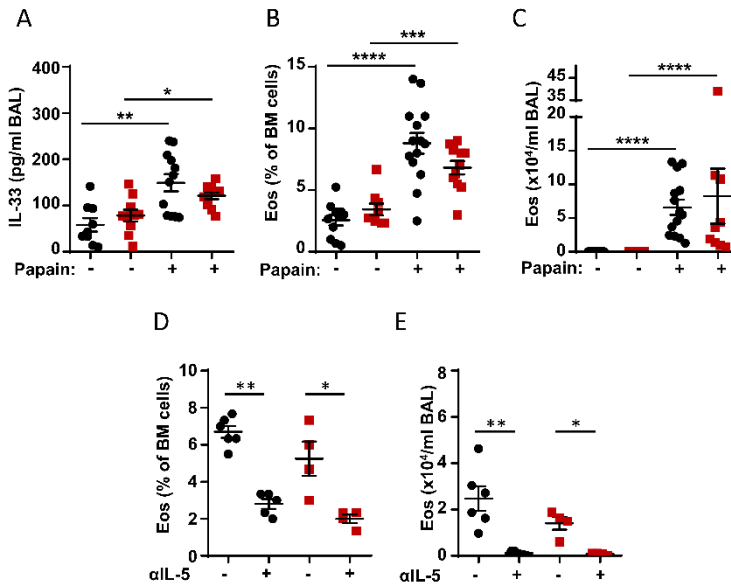 A
IL-33 (pg/ml BAL)
400
300
200
100
0
**
*
Papain: - - + +
B
Eos (% of BM cells)
15
10
5
0
****
***
- - + +
C
Eos (x10⁴/ml BAL)
45
35
15
10
5
0
****
****
Papain: - - + +
D
Eos (% of BM cells)
10
8
6
4
2
0
**
*
αIL-5 - + - +
E
Eos (x10⁴/ml BAL)
8
6
4
2
0
**
*
αIL-5 - + - +